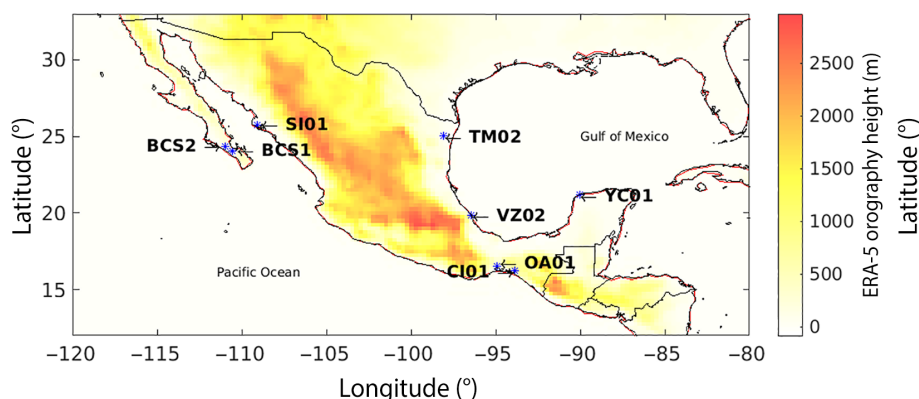 30
25
20
15
Latitude (°)
−120
−115
−110
−105
−100
−95
−90
−85
−80
Longitude (°)
SI01
BCS2
BCS1
TM02
Gulf of Mexico
YC01
VZ02
OA01
CI01
Pacific Ocean
2500
2000
1500
1000
500
0
ERA-5 orography height (m)
Latitude (°)